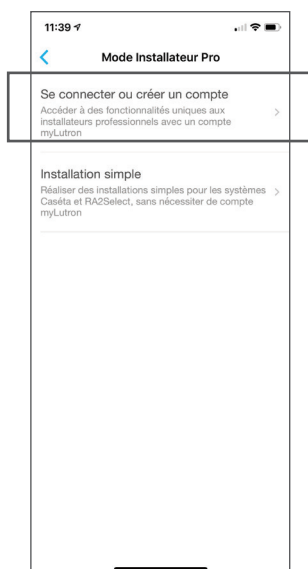 11:39
Mode Installateur Pro
Se connecter ou créer un compte
Accéder à des fonctionnalités uniques aux
installateurs professionnels avec un compte
myLutron
Installation simple
Réaliser des installations simples pour les systèmes
Caséta et RA2Select, sans nécessiter de compte
myLutron